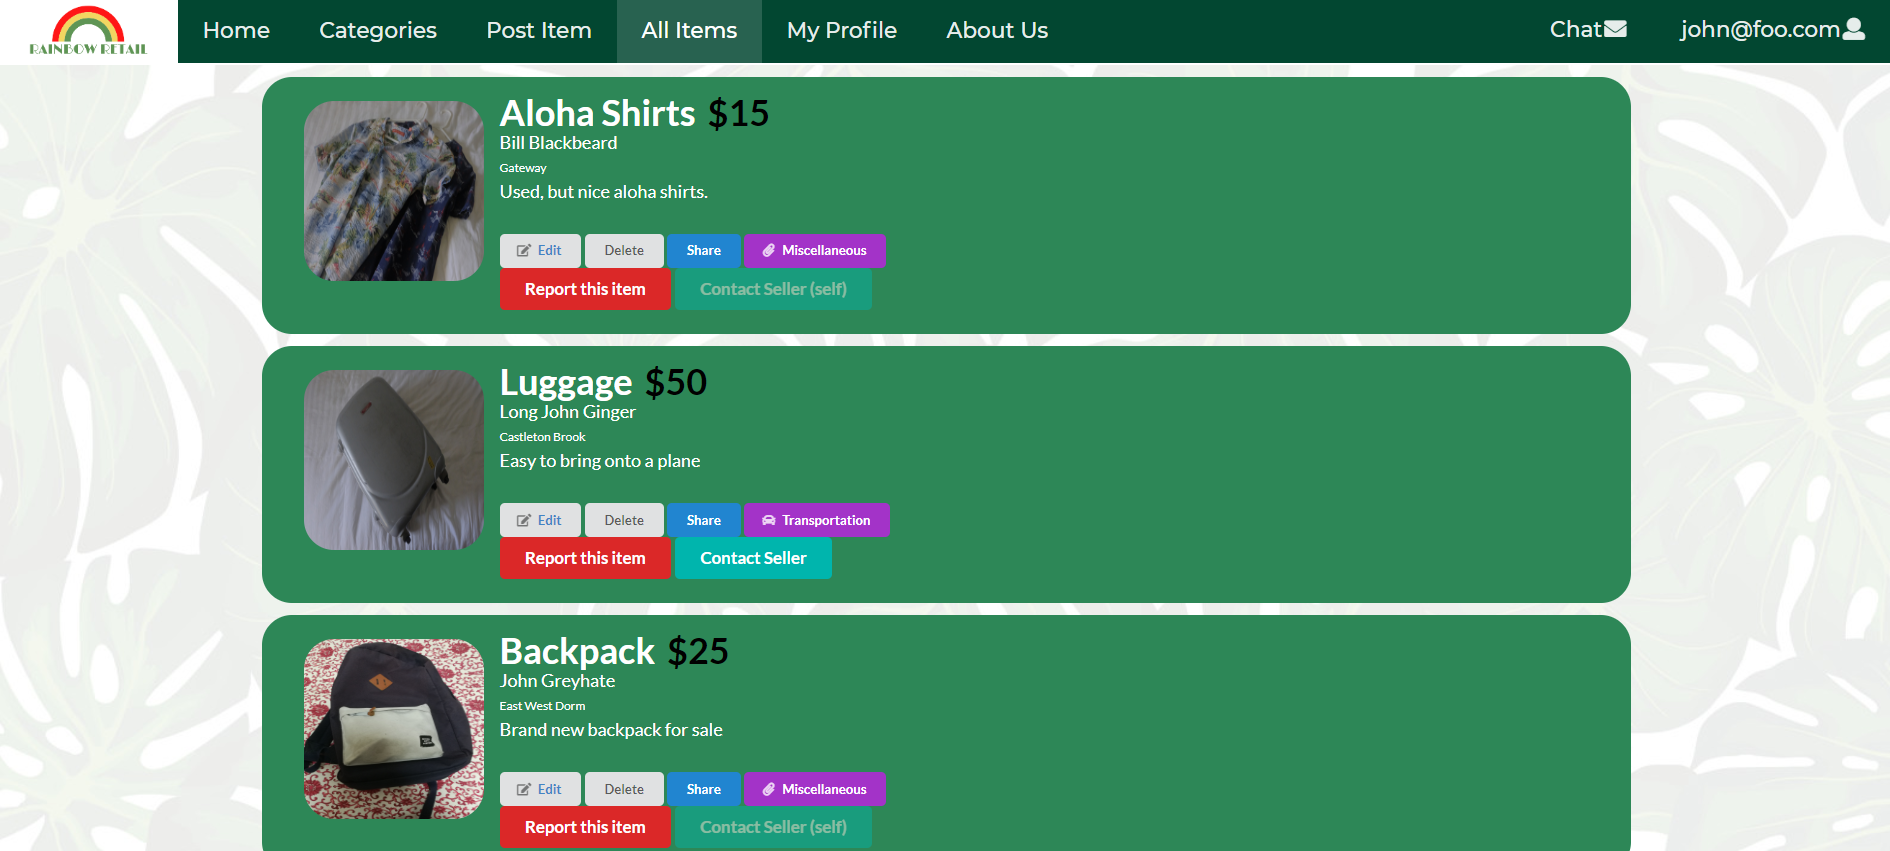 RAINBOW RETAIL
Home Categories Post Item All Items My Profile About Us Chat john@foo.com
Aloha Shirts $15
Bill Blackbeard
Gateway
Used, but nice aloha shirts.
Edit Delete Share Miscellaneous
Report this item Contact Seller (self)
Luggage $50
Long John Ginger
Castleton Brook
Easy to bring onto a plane
Edit Delete Share Transportation
Report this item Contact Seller
Backpack $25
John Greyhate
East West Dorm
Brand new backpack for sale
Edit Delete Share Miscellaneous
Report this item Contact Seller (self)